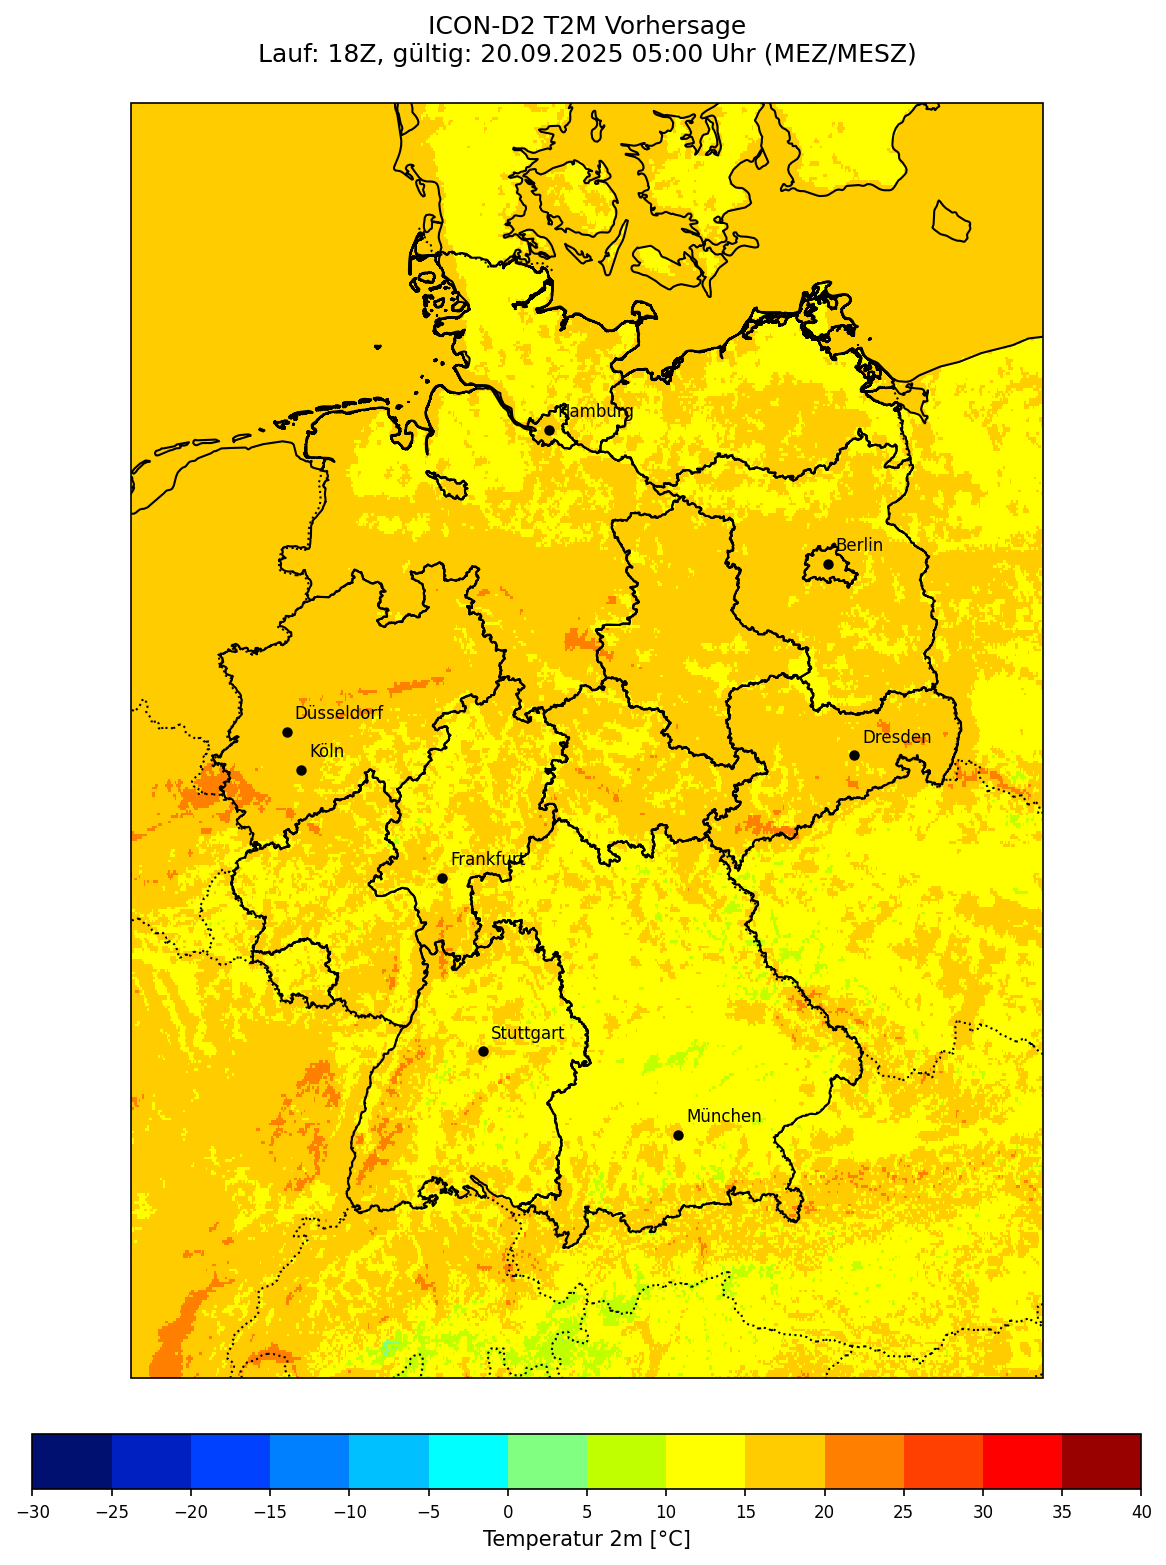 ICON-D2 T2M Vorhersage
Lauf: 18Z, gültig: 20.09.2025 05:00 Uhr (MEZ/MESZ)
Hamburg
Berlin
Düsseldorf
Dresden
Köln
Frankfurt
Stuttgart
München
−30 −25 −20 −15 −10 −5 0 5 10 15 20 25 30 35 40
Temperatur 2m [°C]